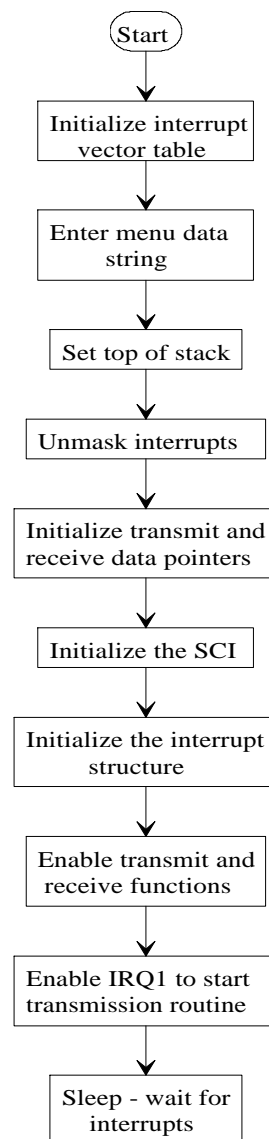 Start
Initialize interrupt
vector table
Enter menu data
string
Set top of stack
Unmask interrupts
Initialize transmit and
receive data pointers
Initialize the SCI
Initialize the interrupt
structure
Enable transmit and
receive functions
Enable IRQ1 to start
transmission routine
Sleep - wait for
interrupts